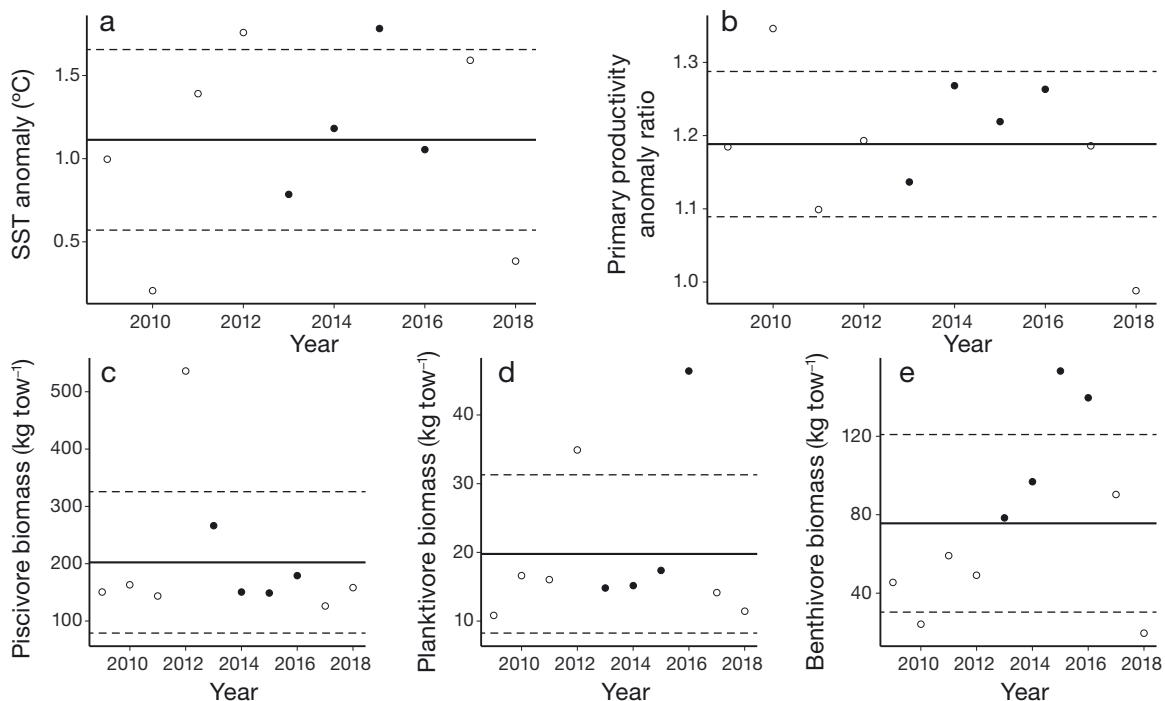 a
SST anomaly (ºC)
1.5
1.0
0.5
2010 2012 2014 2016 2018
Year
b
Primary productivity
anomaly ratio
1.3
1.2
1.1
1.0
2010 2012 2014 2016 2018
Year
c
Piscivore biomass (kg tow⁻¹)
500
400
300
200
100
2010 2012 2014 2016 2018
Year
d
Planktivore biomass (kg tow⁻¹)
40
30
20
10
2010 2012 2014 2016 2018
Year
e
Benthivore biomass (kg tow⁻¹)
120
80
40
2010 2012 2014 2016 2018
Year